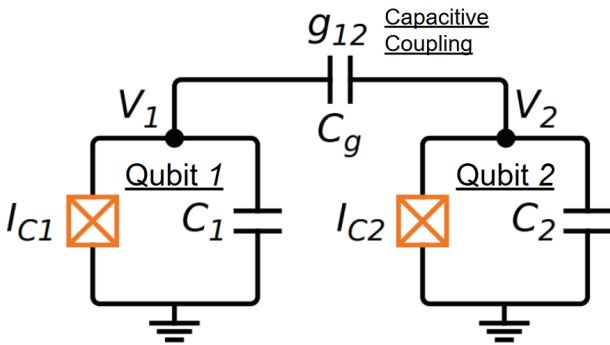 g12 Capacitive
Coupling
V1 V2
Cg
Qubit 1 Qubit 2
IC1 C1 IC2 C2